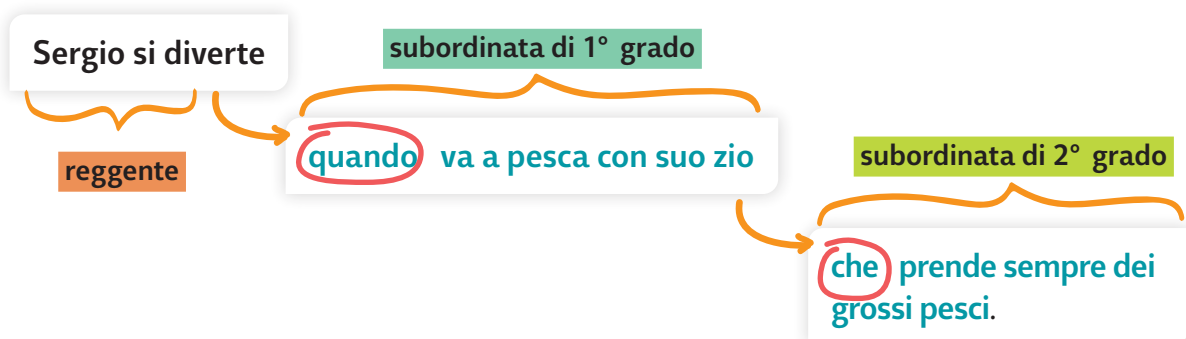 Sergio si diverte
subordinata di 1° grado
reggente
quando va a pesca con suo zio
subordinata di 2° grado
che prende sempre dei
grossi pesci.